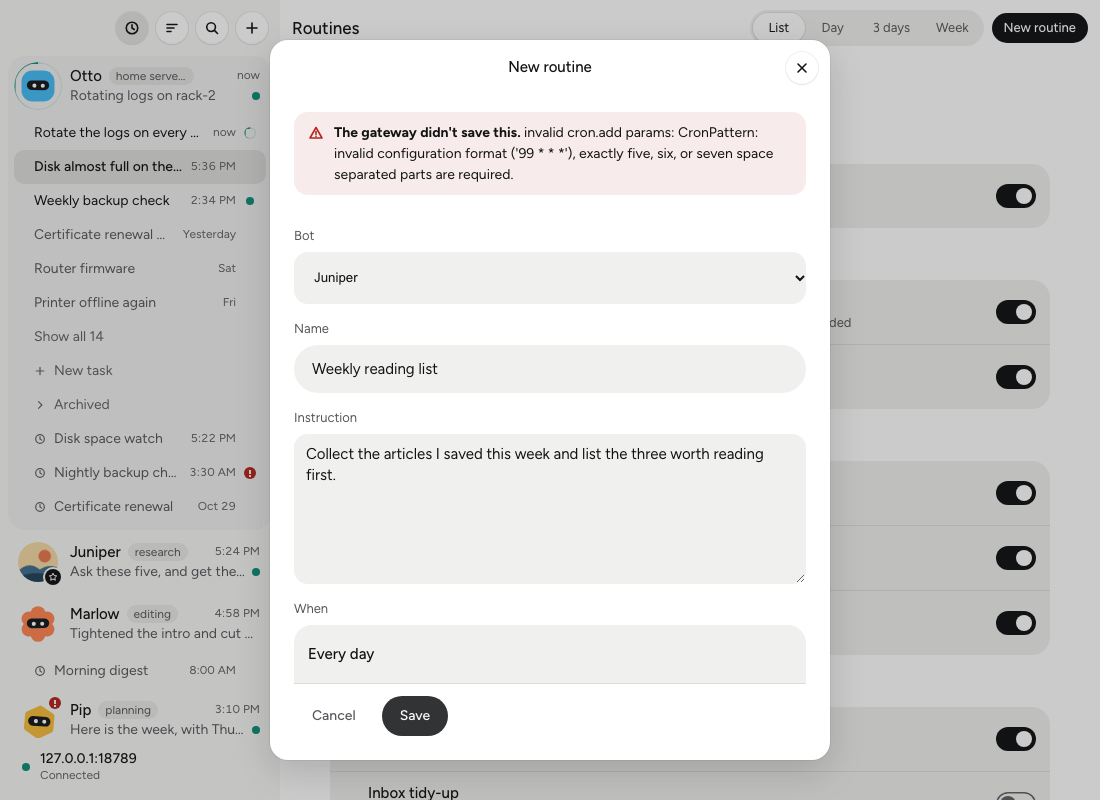 Routines
List
Day
3 days
Week
New routine
Otto
home serve...
now
Rotating logs on rack-2
Rotate the logs on every ...
now
Disk almost full on the...
5:36 PM
Weekly backup check
2:34 PM
Certificate renewal ...
Yesterday
Router firmware
Sat
Printer offline again
Fri
Show all 14
New task
Archived
Disk space watch
5:22 PM
Nightly backup ch...
3:30 AM
Certificate renewal
Oct 29
Juniper
research
5:24 PM
Ask these five, and get the...
Marlow
editing
4:58 PM
Tightened the intro and cut ...
Morning digest
8:00 AM
Pip
planning
3:10 PM
Here is the week, with Thu...
127.0.0.1:18789
Connected
New routine
The gateway didn't save this. invalid cron.add params: CronPattern:
invalid configuration format ('99 * * *'), exactly five, six, or seven space
separated parts are required.
Bot
Juniper
Name
Weekly reading list
Instruction
Collect the articles I saved this week and list the three worth reading
first.
When
Every day
Cancel
Save
Inbox tidy-up